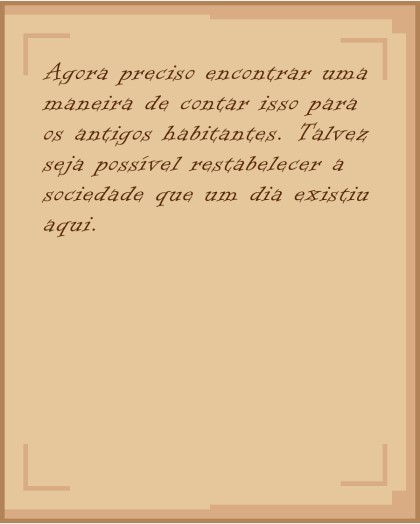 Agora preciso encontrar uma
maneira de contar isso para
os antigos habitantes. Talvez
seja possível restabelecer a
sociedade que um dia existiu
aqui.